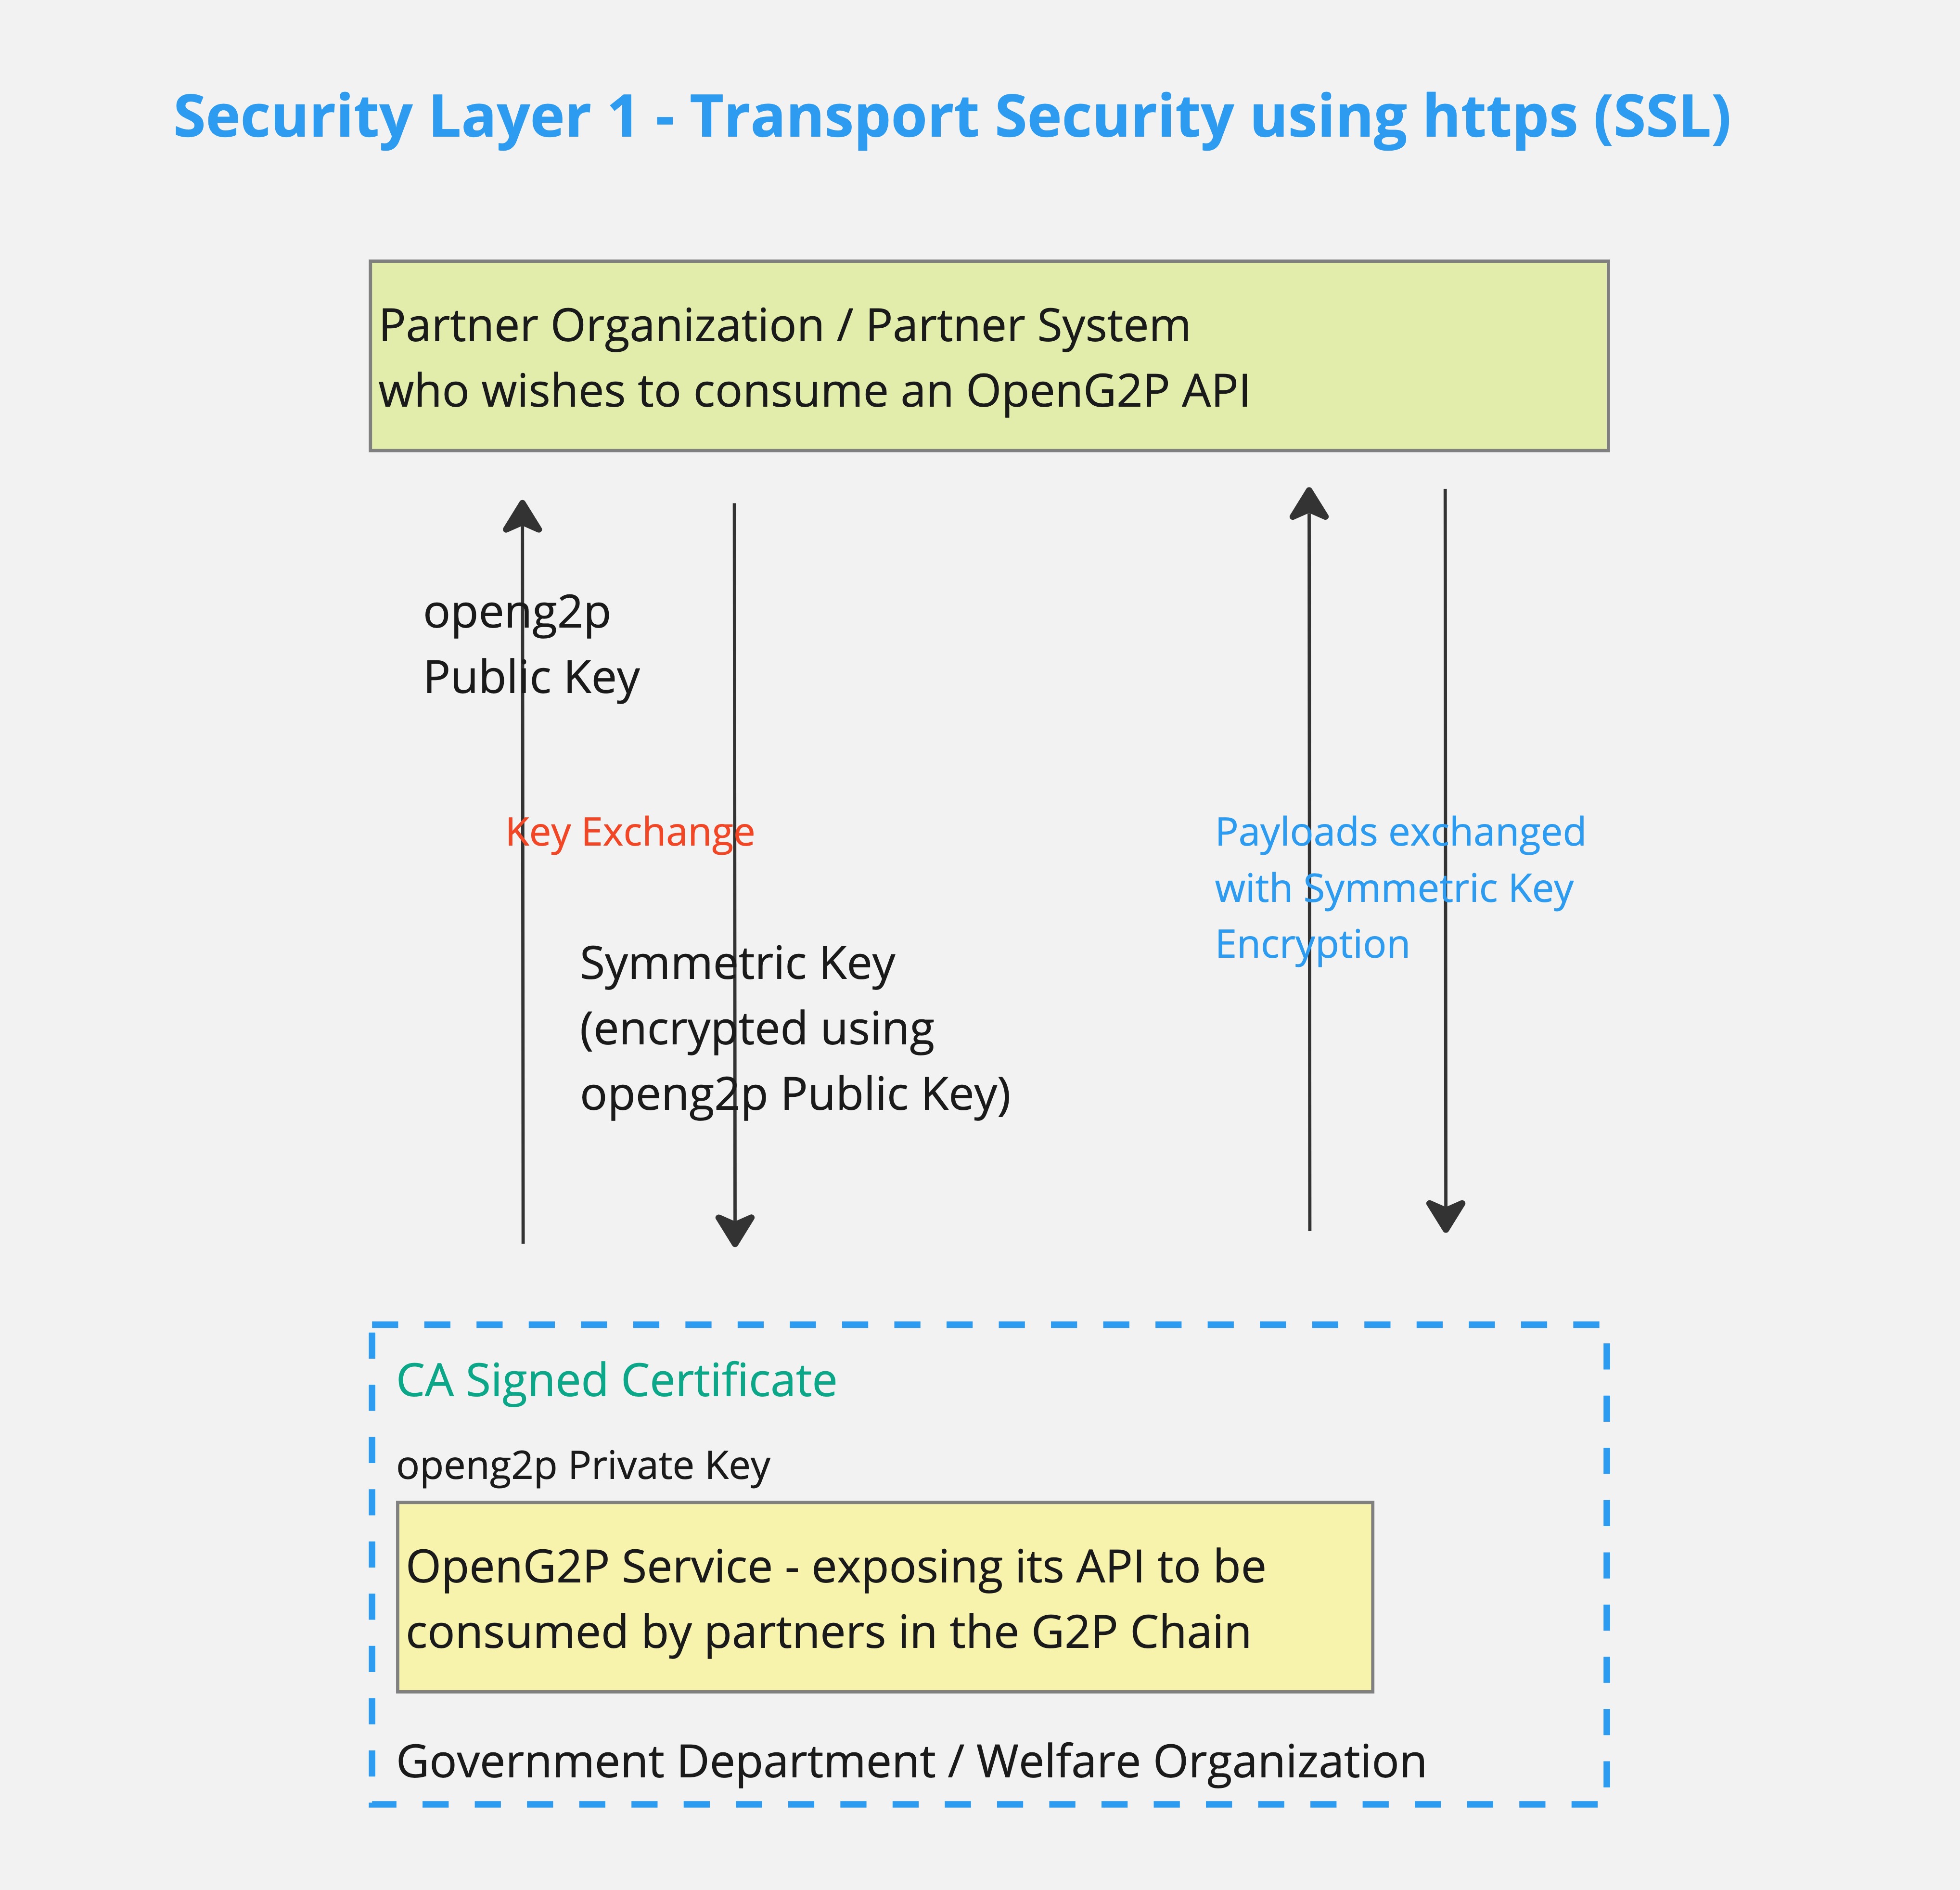 Security Layer 1 - Transport Security using https (SSL)
Partner Organization / Partner System
who wishes to consume an OpenG2P API
openg2p
Public Key
Key Exchange
Symmetric Key
(encrypted using
openg2p Public Key)
Payloads exchanged
with Symmetric Key
Encryption
CA Signed Certificate
openg2p Private Key
OpenG2P Service - exposing its API to be
consumed by partners in the G2P Chain
Government Department / Welfare Organization